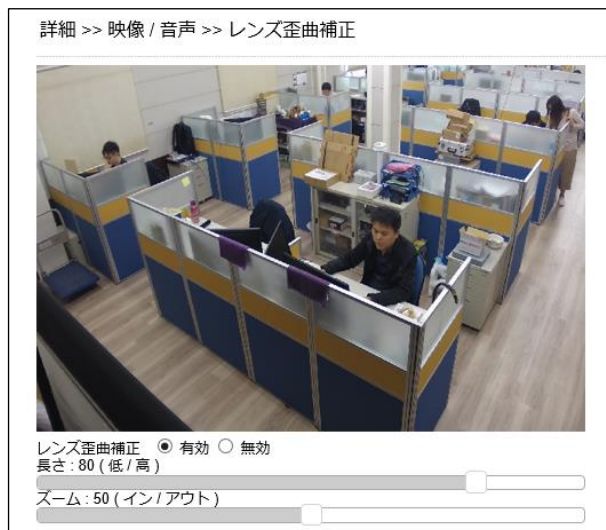 詳細 >> 映像 / 音声 >> レンズ歪曲補正
レンズ歪曲補正 有効 無効
長さ : 80 ( 低 / 高 )
ズーム : 50 ( イン / アウト )